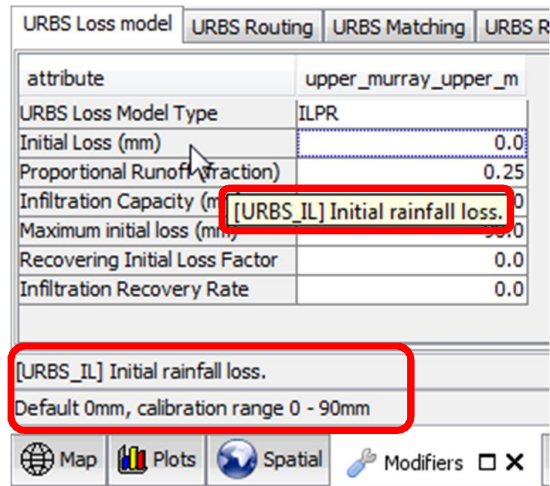 URBS Loss model URBS Routing URBS Matching URBS R
attribute upper_murray_upper_m
URBS Loss Model Type ILPR
Initial Loss (mm) 0.0
Proportional Runoff (fraction) 0.25
Infiltration Capacity (m 0
[URBS_IL] Initial rainfall loss.
Maximum initial loss (mm) 90.0
Recovering Initial Loss Factor 0.0
Infiltration Recovery Rate 0.0
[URBS_IL] Initial rainfall loss.
Default 0mm, calibration range 0 - 90mm
Map Plots Spatial Modifiers